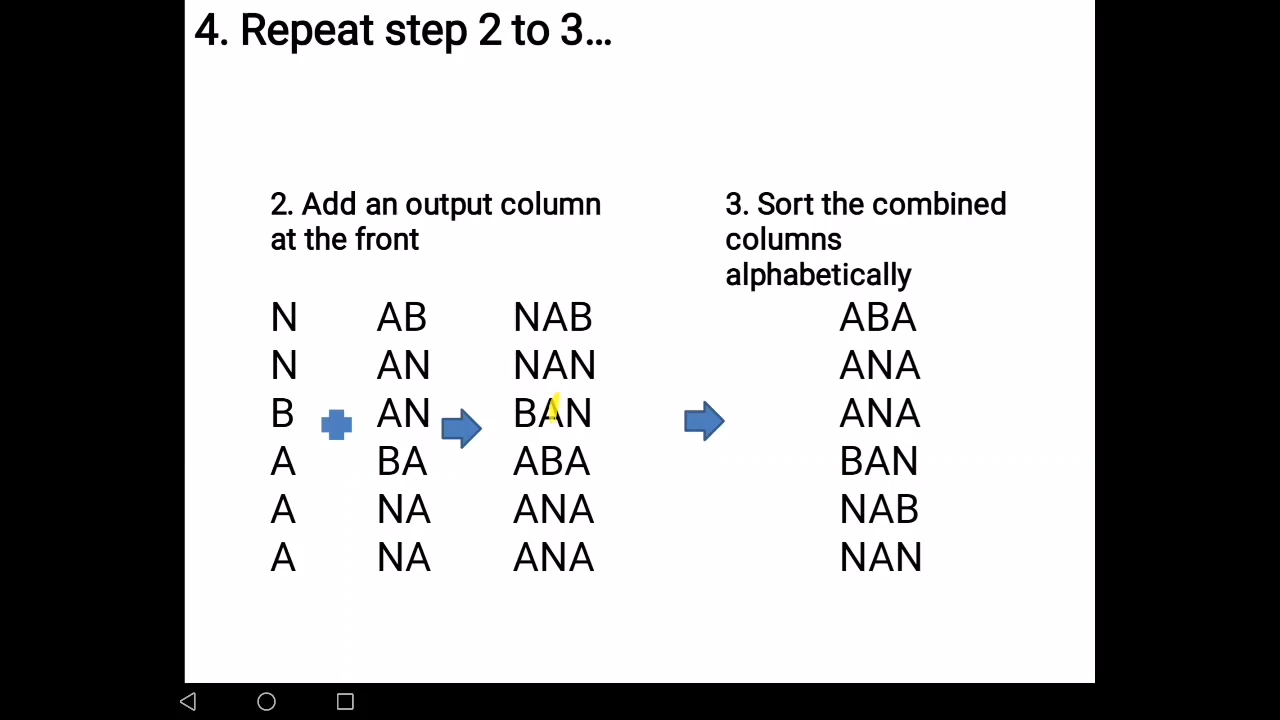 4. Repeat step 2 to 3...
2. Add an output column
at the front
3. Sort the combined
columns
alphabetically
N AB NAB ABA
N AN NAN ANA
B AN BAN ANA
A BA ABA BAN
A NA ANA NAB
A NA ANA NAN